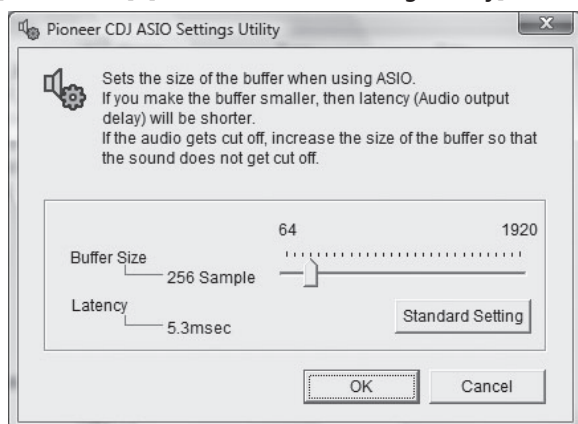 Pioneer CDJ ASIO Settings Utility
Sets the size of the buffer when using ASIO.
If you make the buffer smaller, then latency (Audio output
delay) will be shorter.
If the audio gets cut off, increase the size of the buffer so that
the sound does not get cut off.
64 1920
Buffer Size
256 Sample
Latency
5.3msec
Standard Setting
OK Cancel